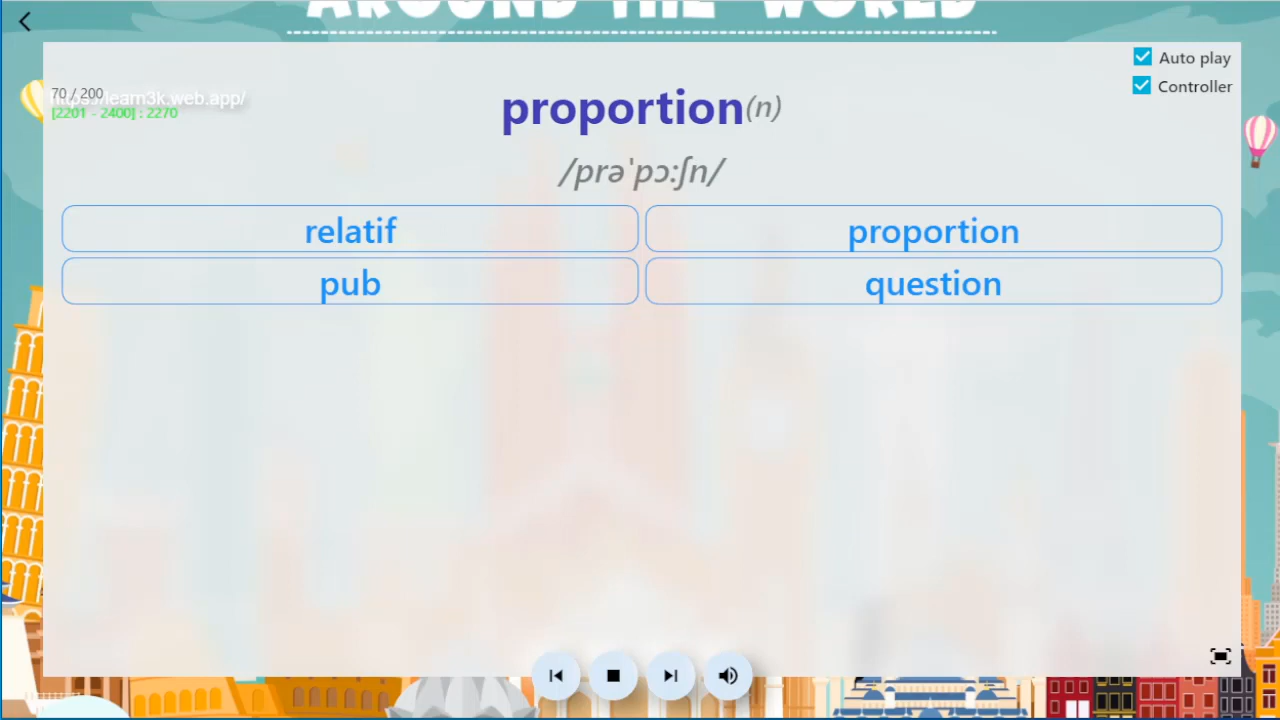 AROUND THE WORLD
Auto play
70 / 200
https://learn3k.web.app/
Controller
[2201 - 2400] : 2270
proportion(n)
/prəˈpɔːʃn/
relatif
proportion
pub
question